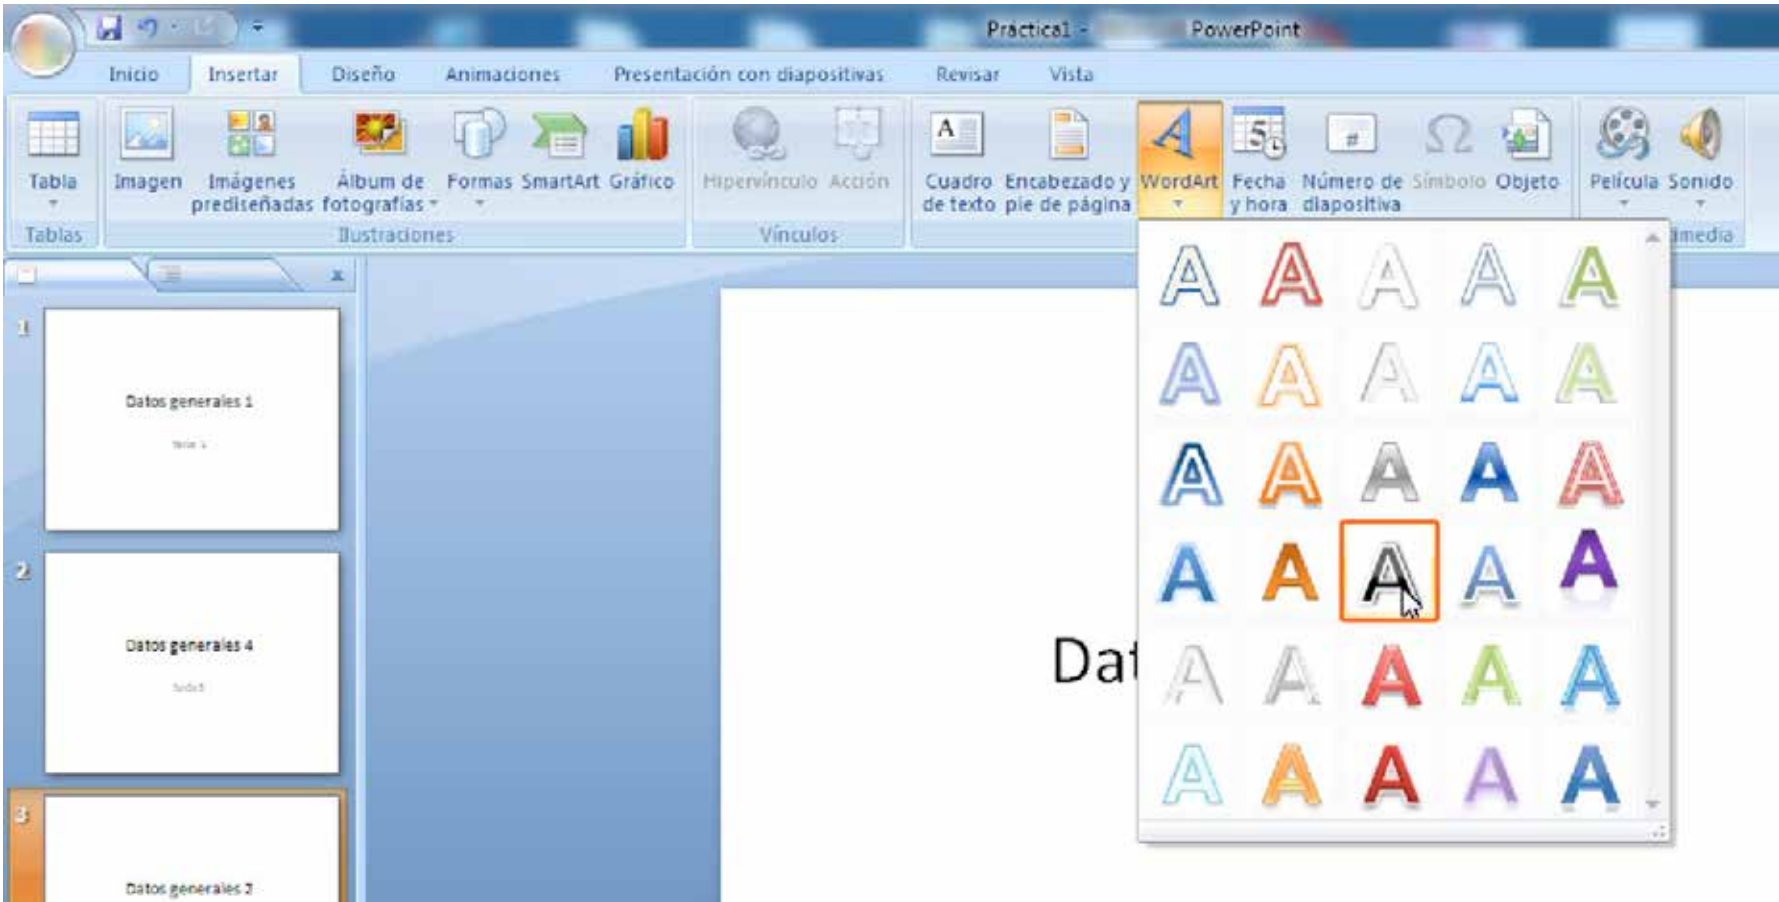 Práctica1 - PowerPoint
Inicio Insertar Diseño Animaciones Presentación con diapositivas Revisar Vista
Tabla Imagen Imágenes prediseñadas Álbum de fotografías Formas SmartArt Gráfico Hipervínculo Acción Cuadro de texto Encabezado y pie de página WordArt Fecha y hora Número de diapositiva Símbolo Objeto Película Sonido
Tablas Ilustraciones Vínculos imedia
1
Datos generales 1
2
Datos generales 4
3
Datos generales 2
Dat